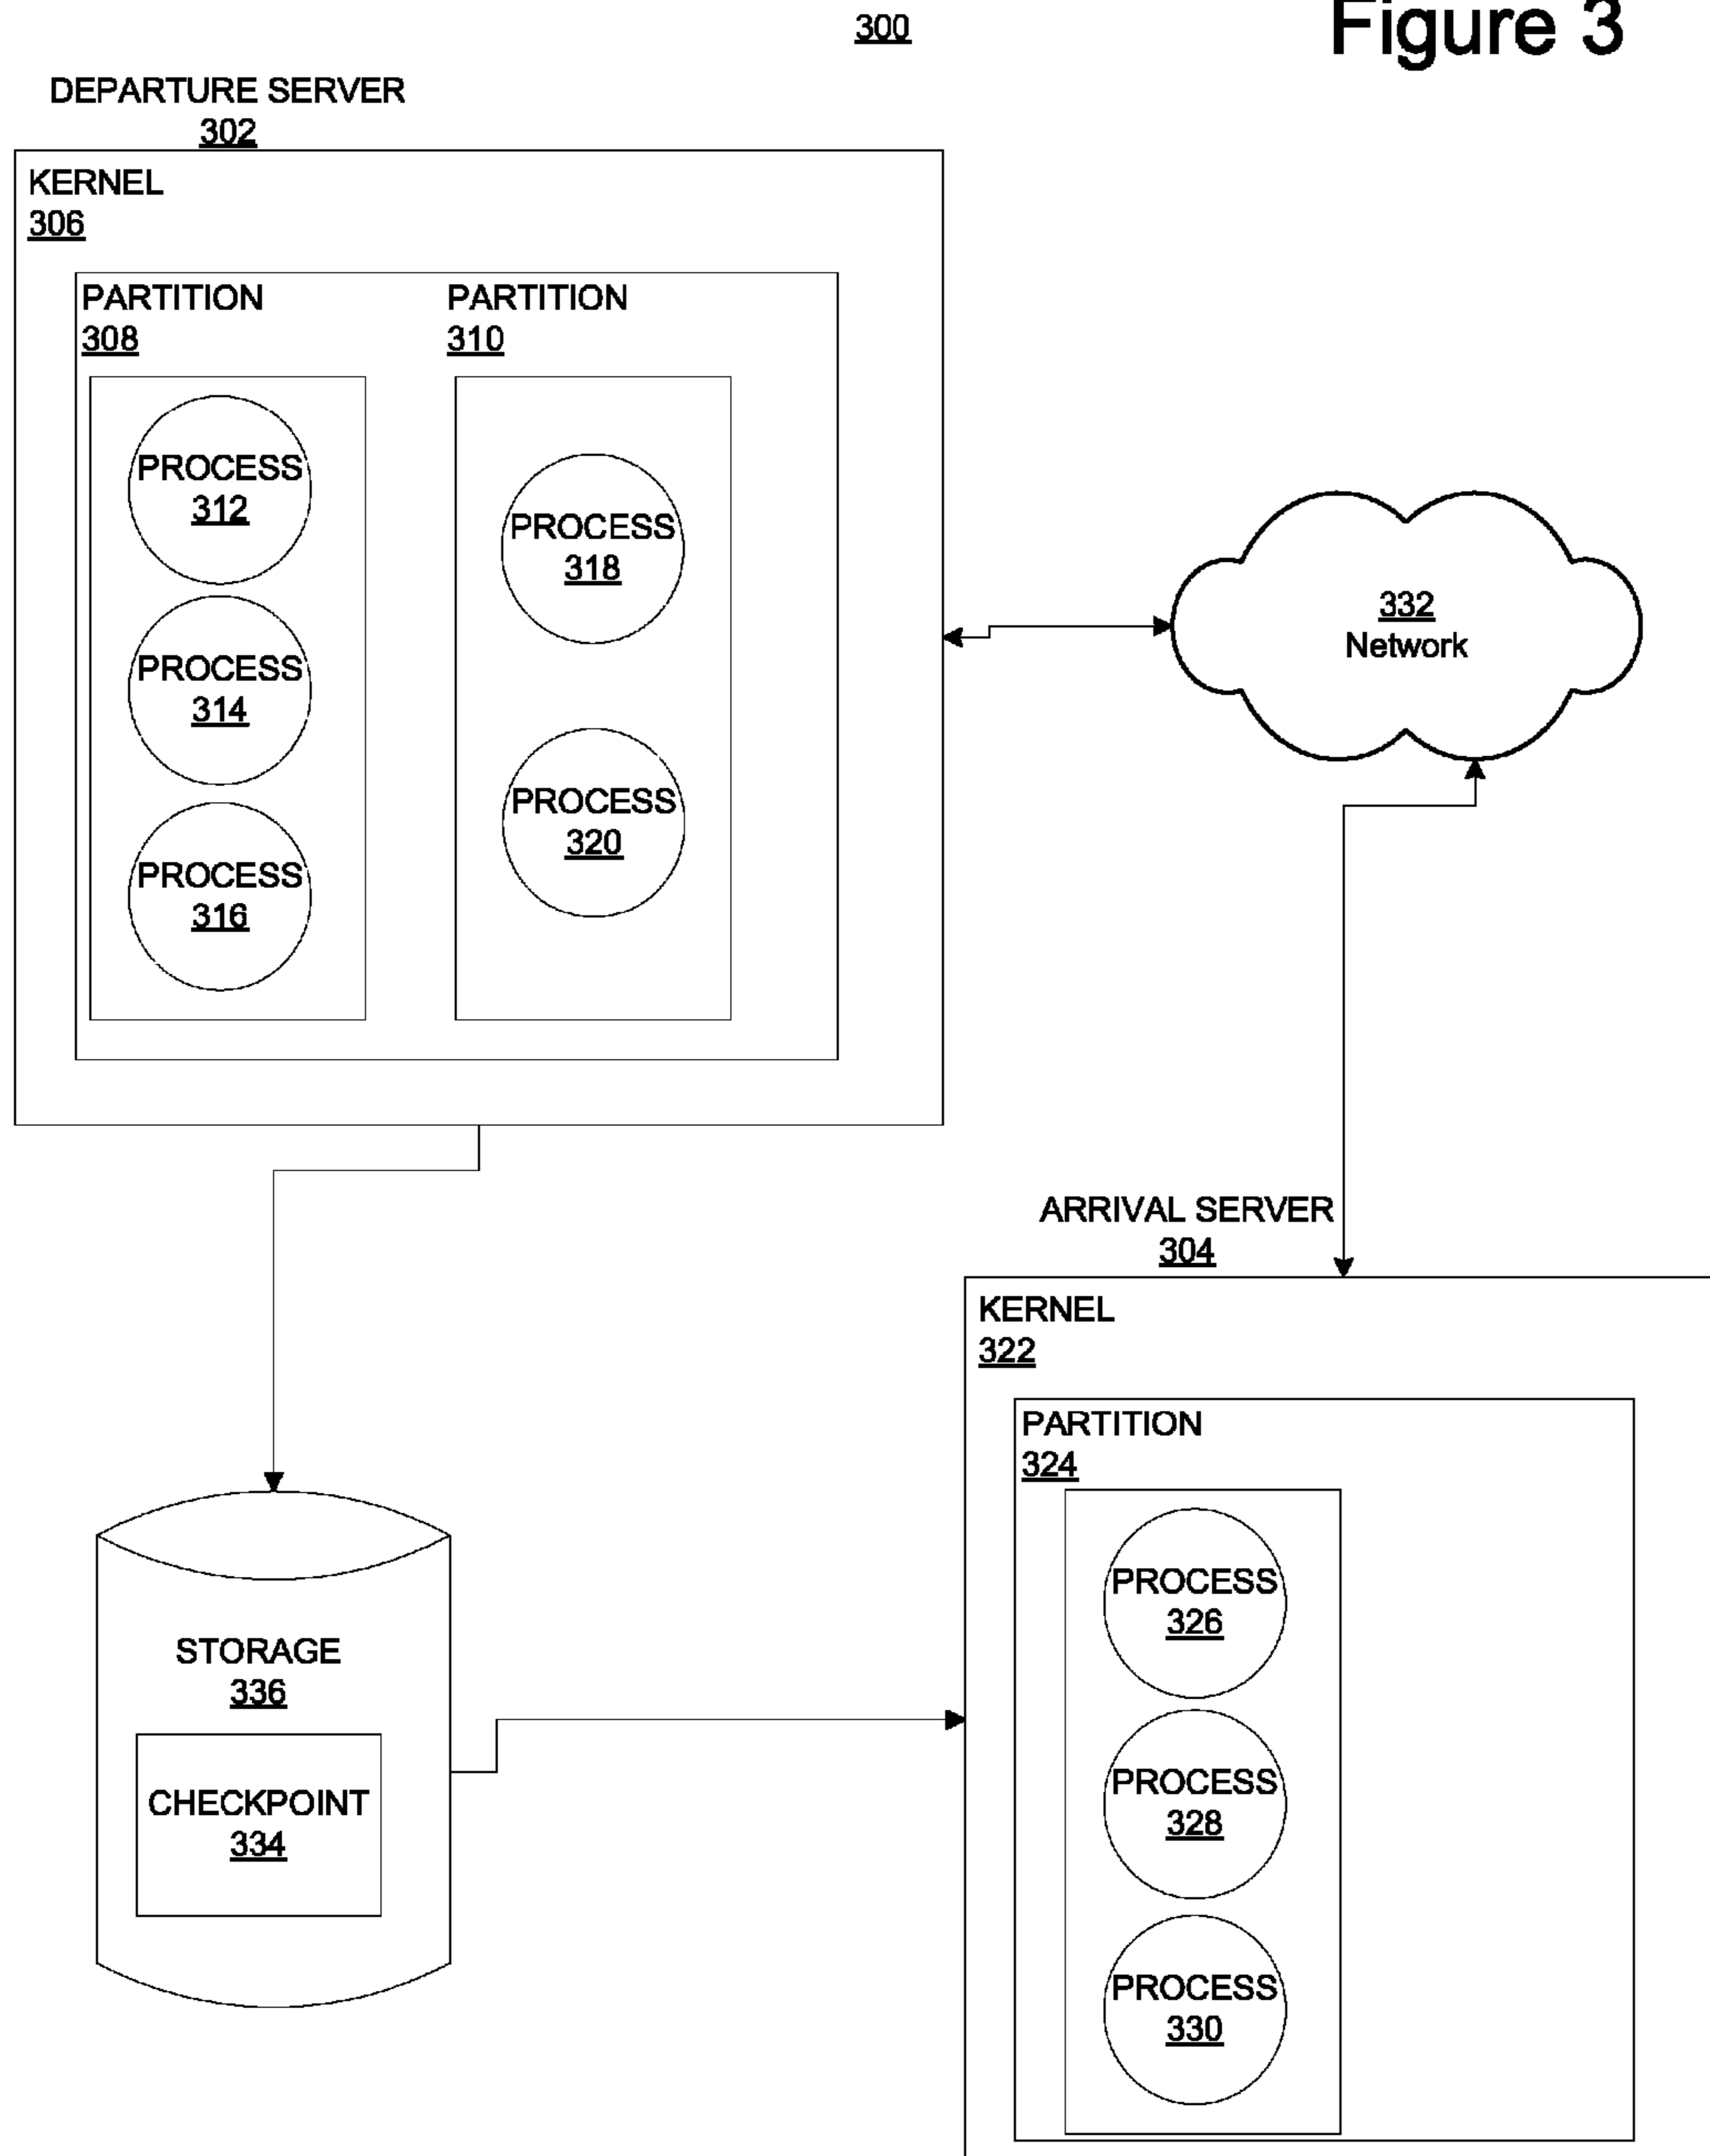 300
Figure 3
DEPARTURE SERVER
302
KERNEL
306
PARTITION
308
PARTITION
310
PROCESS
312
PROCESS
314
PROCESS
316
PROCESS
318
PROCESS
320
332
Network
ARRIVAL SERVER
304
KERNEL
322
PARTITION
324
PROCESS
326
PROCESS
328
PROCESS
330
STORAGE
336
CHECKPOINT
334